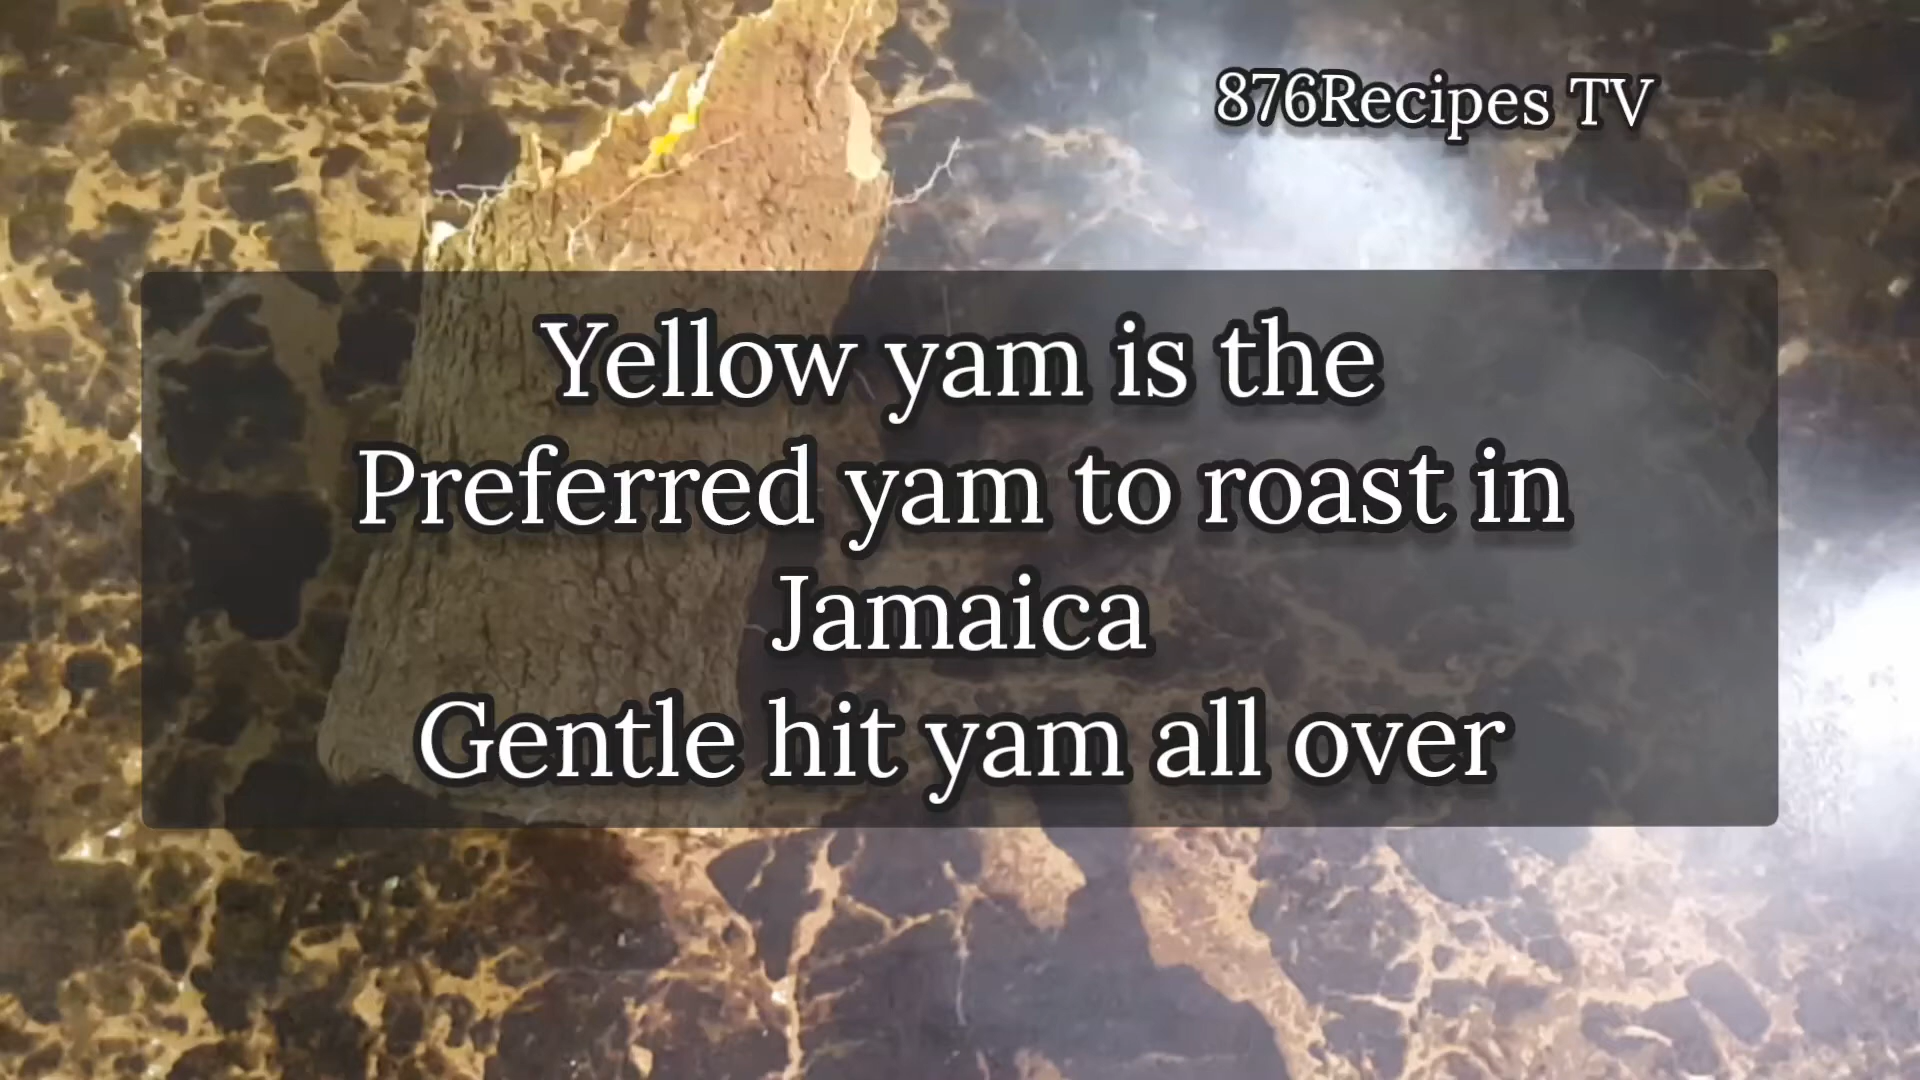 876Recipes TV
Yellow yam is the
Preferred yam to roast in
Jamaica
Gentle hit yam all over